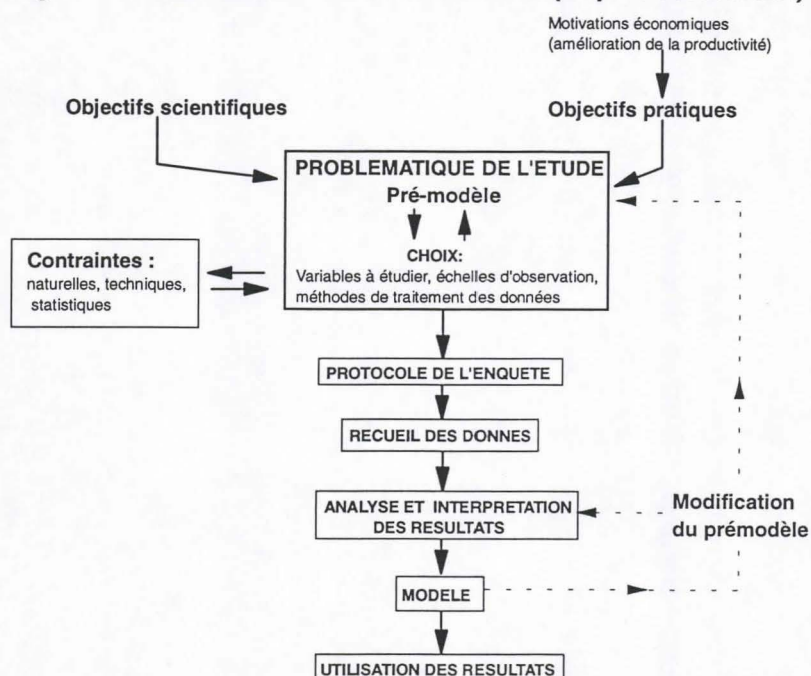 Motivations économiques
(amélioration de la productivité)
Objectifs scientifiques
Objectifs pratiques
PROBLEMATIQUE DE L'ETUDE
Pré-modèle
CHOIX:
Variables à étudier, échelles d'observation,
méthodes de traitement des données
Contraintes :
naturelles, techniques,
statistiques
PROTOCOLE DE L'ENQUETE
RECUEIL DES DONNES
ANALYSE ET INTERPRETATION
DES RESULTATS
Modification
du prémodèle
MODELE
UTILISATION DES RESULTATS